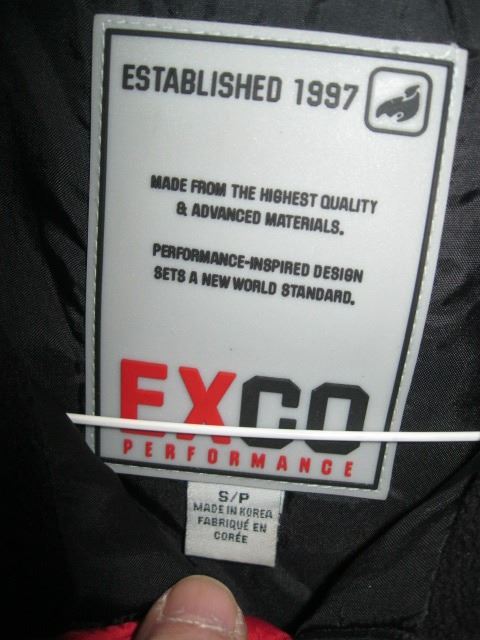 ESTABLISHED 1997
MADE FROM THE HIGHEST QUALITY
& ADVANCED MATERIALS.
PERFORMANCE-INSPIRED DESIGN
SETS A NEW WORLD STANDARD.
EXCO
PERFORMANCE
S/P
MADE IN KOREA
FABRIQUÉ EN
CORÉE